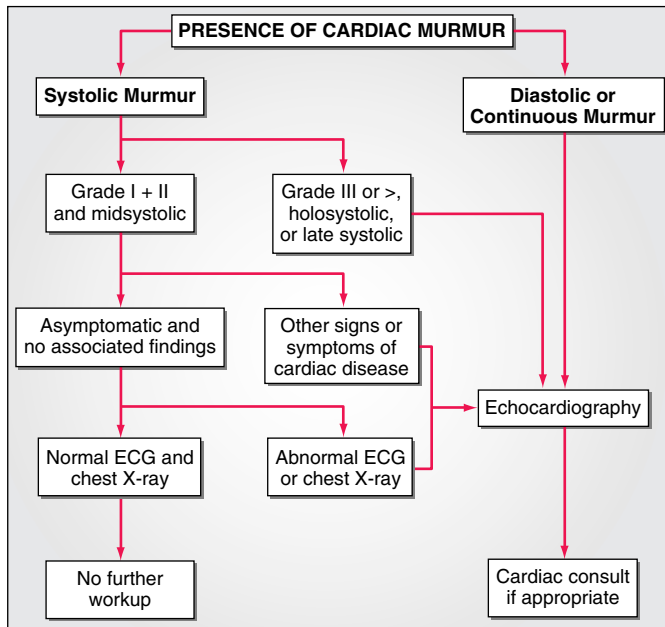 PRESENCE OF CARDIAC MURMUR
Systolic Murmur
Diastolic or
Continuous Murmur
Grade I + II
and midsystolic
Grade III or >,
holosystolic,
or late systolic
Asymptomatic and
no associated findings
Other signs or
symptoms of
cardiac disease
Echocardiography
Normal ECG and
chest X-ray
Abnormal ECG
or chest X-ray
No further
workup
Cardiac consult
if appropriate